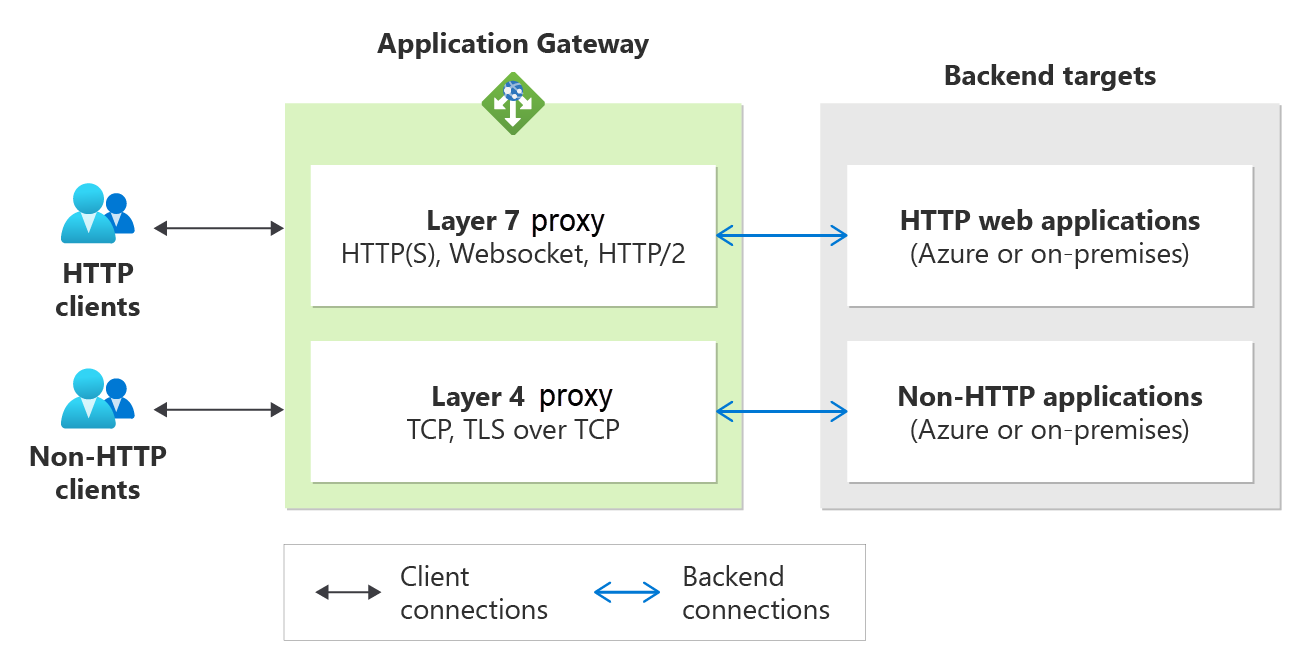 Application Gateway
Backend targets
HTTP
clients
Layer 7 proxy
HTTP(S), Websocket, HTTP/2
HTTP web applications
(Azure or on-premises)
Non-HTTP
clients
Layer 4 proxy
TCP, TLS over TCP
Non-HTTP applications
(Azure or on-premises)
Client
connections
Backend
connections